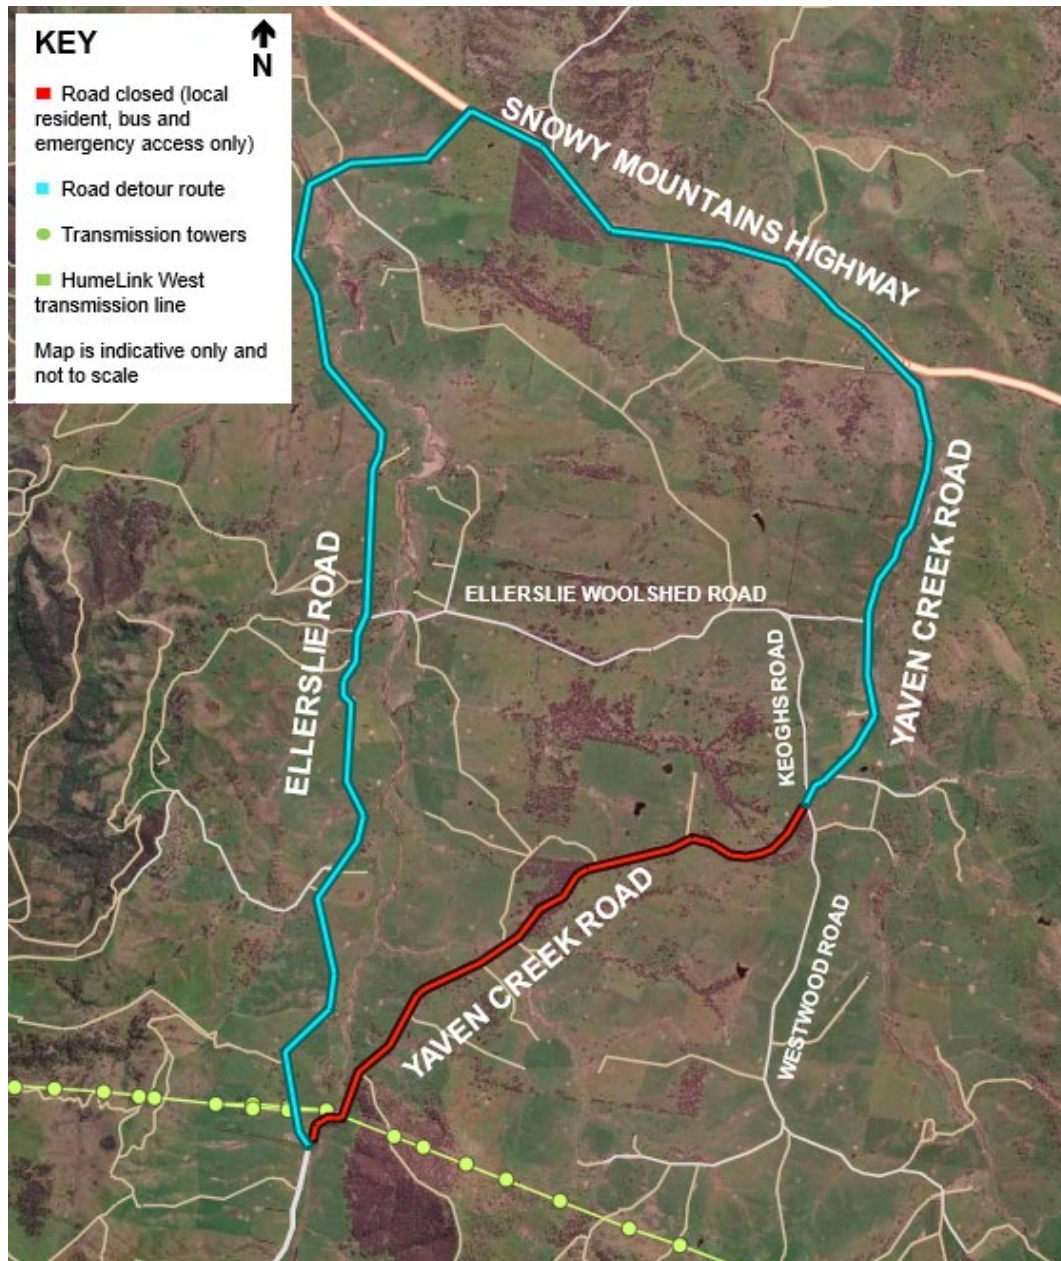 KEY
N
Road closed (local
resident, bus and
emergency access only)
Road detour route
Transmission towers
HumeLink West
transmission line
Map is indicative only and
not to scale
SNOWY MOUNTAINS HIGHWAY
YAVEN CREEK ROAD
ELLERSLIE ROAD
ELLERSLIE WOOLSHED ROAD
KEOGHS ROAD
YAVEN CREEK ROAD
WESTWOOD ROAD